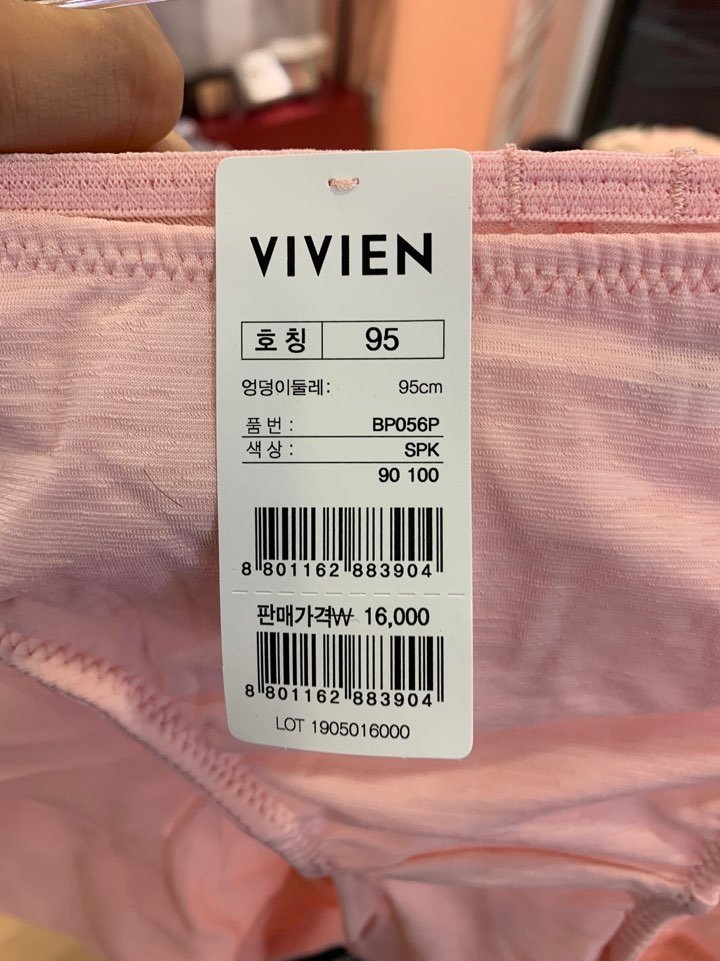 VIVIEN
호칭 95
엉덩이둘레: 95cm
품번 : BP056P
색상 : SPK
90 100
8 801162 883904
판매가격₩ 16,000
8 801162 883904
LOT 1905016000